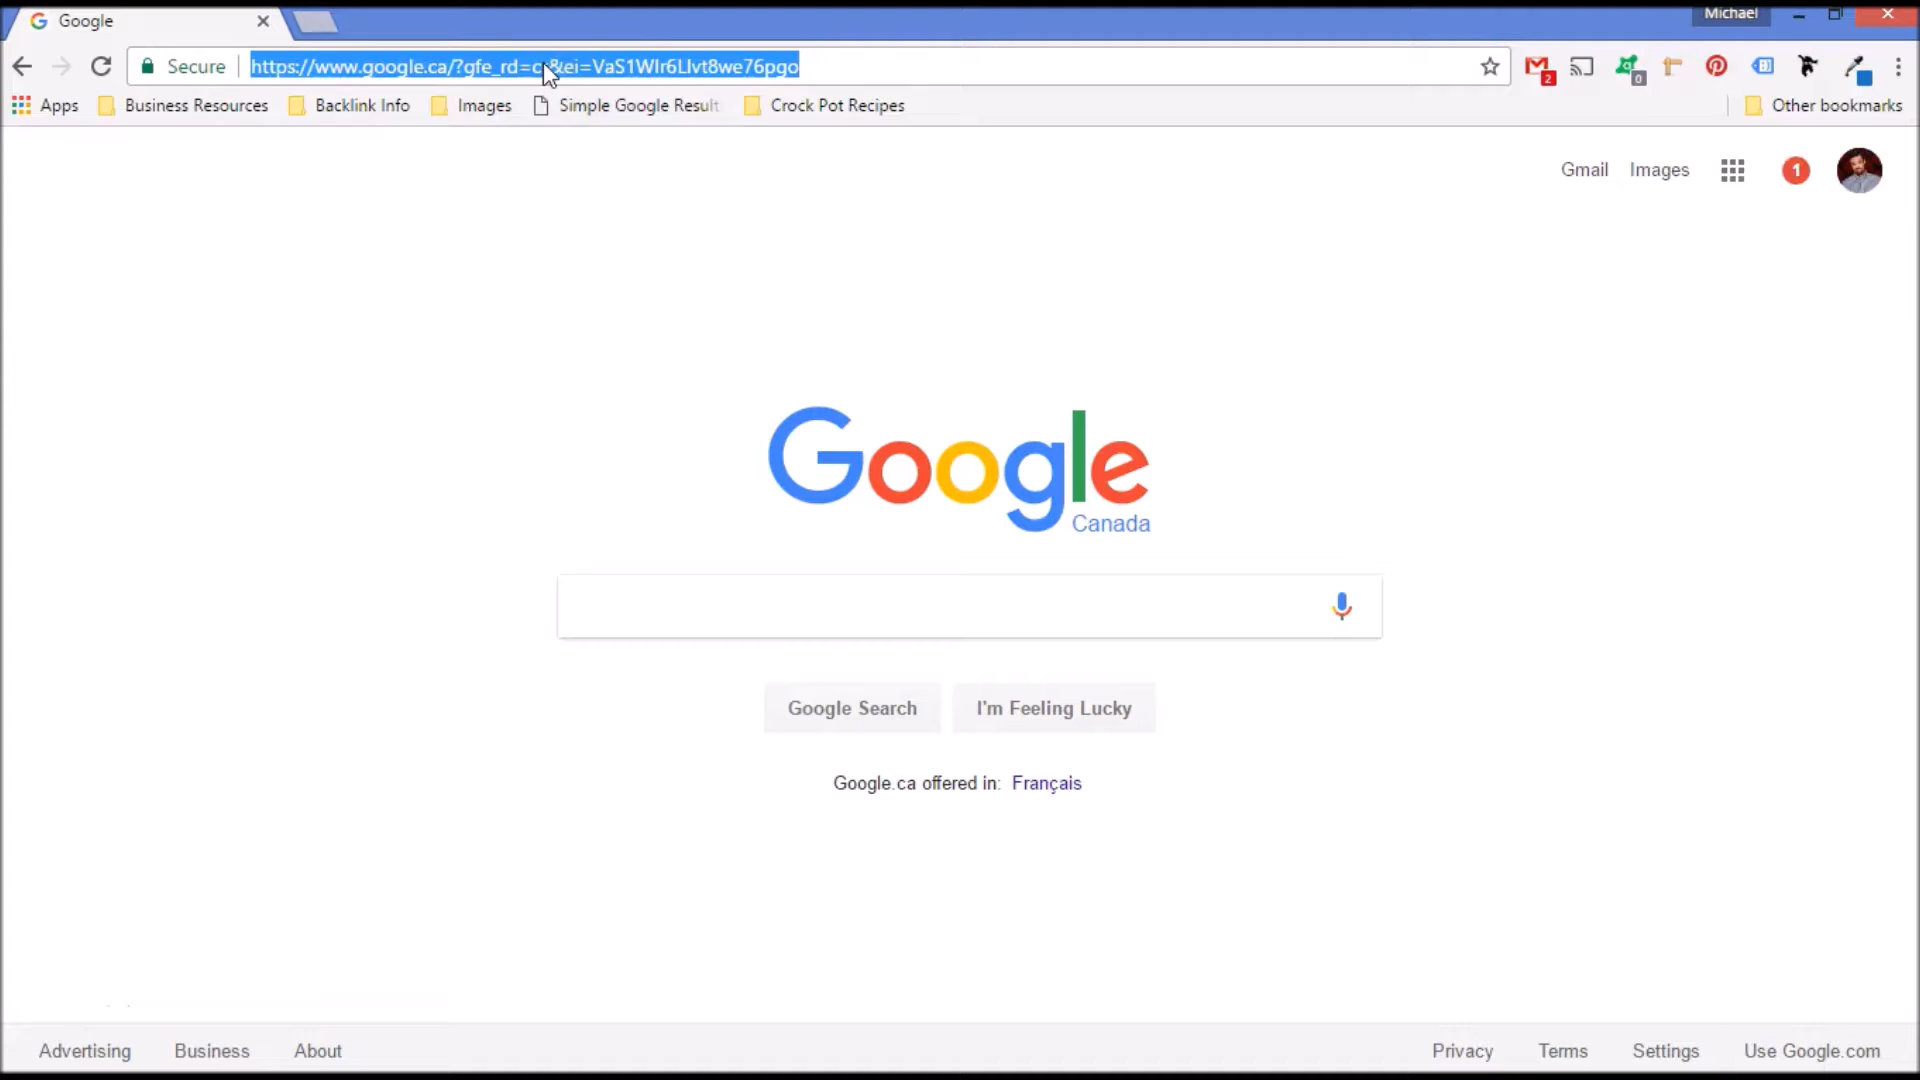 Google
Michael
Secure
https://www.google.ca/?gfe_rd=c&ei=VaS1WIr6LIvt8we76pgo
2
0
Apps
Business Resources
Backlink Info
Images
Simple Google Result
Crock Pot Recipes
Other bookmarks
Gmail
Images
1
Google
Canada
Google Search
I'm Feeling Lucky
Google.ca offered in: Français
Advertising
Business
About
Privacy
Terms
Settings
Use Google.com